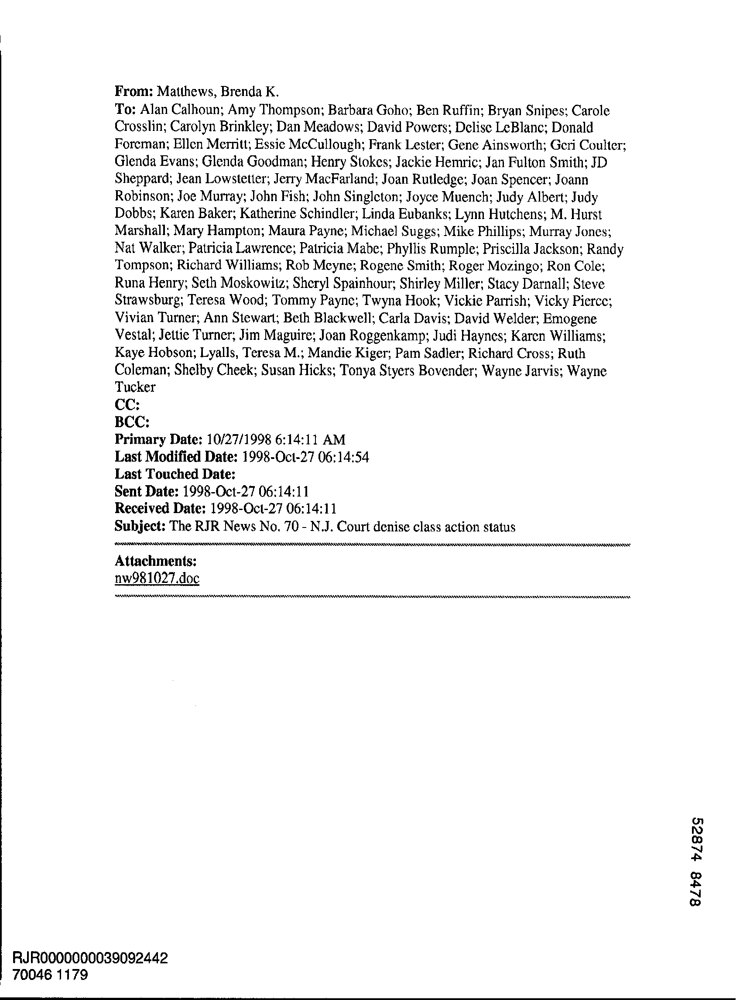 From: Matthews, Brenda K.
To: Alan Calhoun; Amy Thompson; Barbara Goho; Ben Ruffin; Bryan Snipes; Carole
Crosslin; Carolyn Brinkley; Dan Meadows; David Powers; Delise LeBlanc; Donald
Foreman; Ellen Merritt; Essie McCullough; Frank Lester; Gene Ainsworth; Geri Coulter;
Glenda Evans; Glenda Goodman; Henry Stokes; Jackie Hemric; Jan Fulton Smith; JD
Sheppard; Jean Lowstetter; Jerry MacFarland; Joan Rutledge; Joan Spencer; Joann
Robinson; Joe Murray; John Fish; John Singleton; Joyce Muench; Judy Albert; Judy
Dobbs; Karen Baker; Katherine Schindler; Linda Eubanks; Lynn Hutchens; M. Hurst
Marshall; Mary Hampton; Maura Payne; Michael Suggs; Mike Phillips; Murray Jones;
Nat Walker; Patricia Lawrence; Patricia Mabe; Phyllis Rumple; Priscilla Jackson; Randy
Tompson; Richard Williams; Rob Meyne; Rogene Smith; Roger Mozingo; Ron Cole;
Runa Henry; Seth Moskowitz; Sheryl Spainhour; Shirley Miller; Stacy Darnall; Steve
Strawsburg; Teresa Wood; Tommy Payne; Twyna Hook; Vickie Parrish; Vicky Pierce;
Vivian Turner; Ann Stewart; Beth Blackwell; Carla Davis; David Welder; Emogene
Vestal; Jettie Turner; Jim Maguire; Joan Roggenkamp; Judi Haynes; Karen Williams;
Kaye Hobson; Lyalls, Teresa M.; Mandie Kiger; Pam Sadler; Richard Cross; Ruth
Coleman; Shelby Cheek; Susan Hicks; Tonya Styers Bovender; Wayne Jarvis; Wayne
Tucker
CC:
BCC:
Primary Date: 10/27/1998 6:14:11 AM
Last Modified Date: 1998-Oct-27 06:14:54
Last Touched Date:
Sent Date: 1998-Oct-27 06:14:11
Received Date: 1998-Oct-27 06:14:11
Subject: The RJR News No. 70 - N.J. Court denise class action status
Attachments:
nw981027.doc
52874 8478
RJR0000000039092442
70046 1179